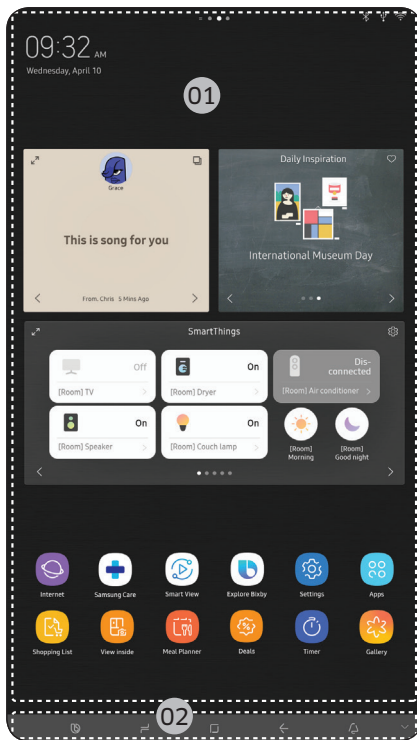 09:32 AM
Wednesday, April 10
01
Grace
This is song for you
From. Chris 5 Mins Ago
Daily Inspiration
International Museum Day
SmartThings
Off
[Room] TV
On
[Room] Dryer
Dis-
connected
[Room] Air conditioner
On
[Room] Speaker
On
[Room] Couch lamp
[Room]
Morning
[Room]
Good night
Internet
Samsung Care
Smart View
Explore Bixby
Settings
Apps
Shopping List
View inside
Meal Planner
Deals
Timer
Gallery
02